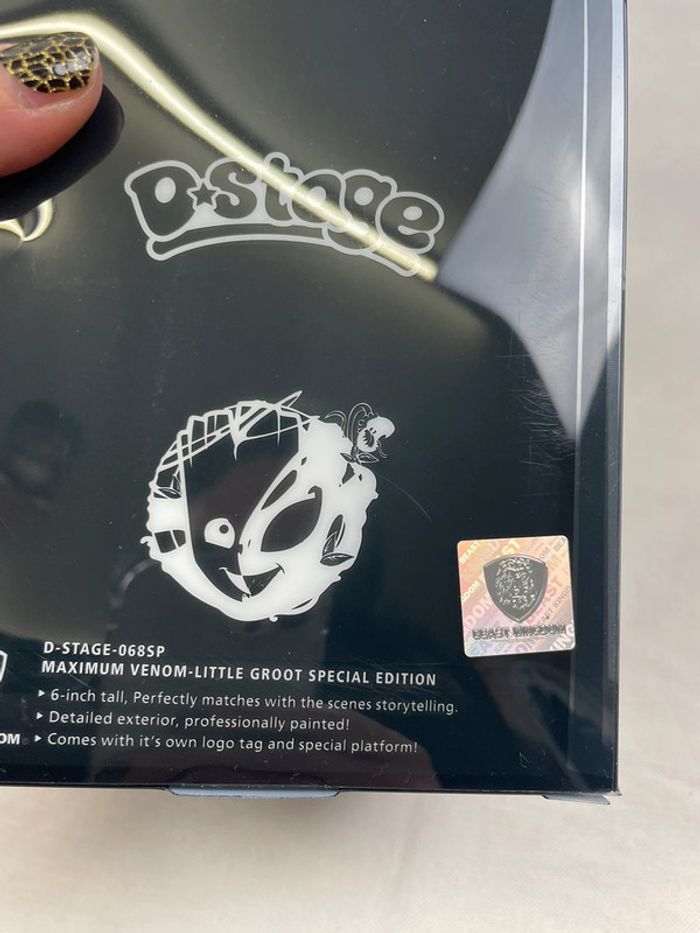 D★Stage
BEAST KINGDOM
D-STAGE-068SP
MAXIMUM VENOM-LITTLE GROOT SPECIAL EDITION
▸ 6-inch tall, Perfectly matches with the scenes storytelling.
▸ Detailed exterior, professionally painted!
OM ▸ Comes with it's own logo tag and special platform!